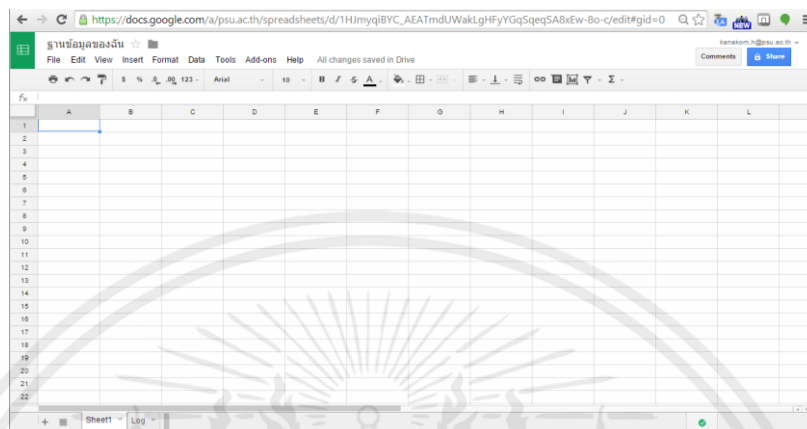 https://docs.google.com/a/psu.ac.th/spreadsheets/d/1HJmyqiBYC_AEATmdUWakLgHFyYGqSqeqSA8xEw-8o-c/edit#gid=0
NEW
ฐานข้อมูลของฉัน
kanakorn.h@psu.ac.th
File Edit View Insert Format Data Tools Add-ons Help All changes saved in Drive
Comments Share
$ % .0 .00 123 Arial 10 B I S A
fx
A B C D E F G H I J K L
1
2
3
4
5
6
7
8
9
10
11
12
13
14
15
16
17
18
19
20
21
22
Sheet1 Log